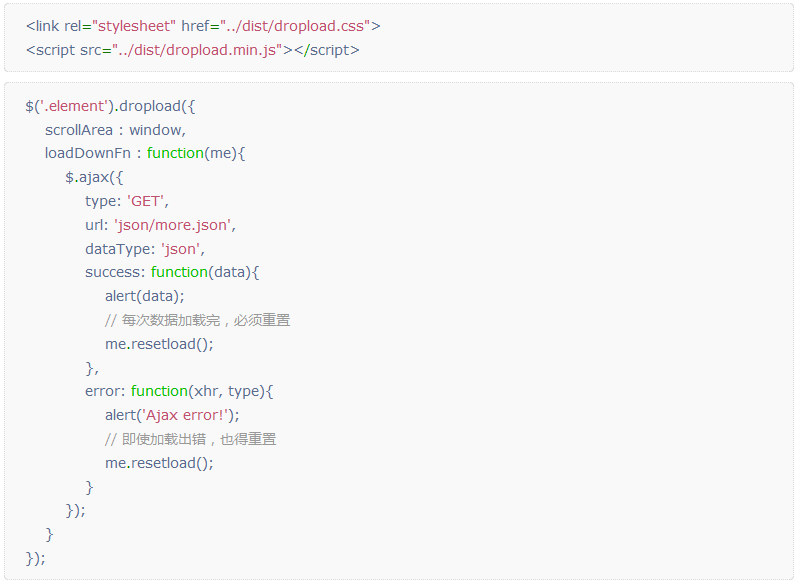 <link rel="stylesheet" href="../dist/dropload.css">
<script src="../dist/dropload.min.js"></script>
$('.element').dropload({
    scrollArea : window,
    loadDownFn : function(me){
        $.ajax({
            type: 'GET',
            url: 'json/more.json',
            dataType: 'json',
            success: function(data){
                alert(data);
                // 每次数据加载完，必须重置
                me.resetload();
            },
            error: function(xhr, type){
                alert('Ajax error!');
                // 即使加载出错，也得重置
                me.resetload();
            }
        });
    }
});